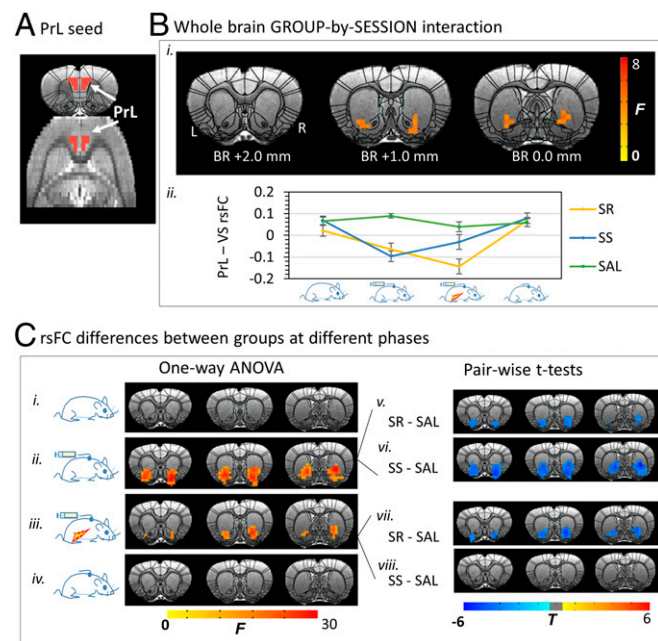 A PrL seed
PrL
B Whole brain GROUP-by-SESSION interaction
i.
L
R
BR +2.0 mm
BR +1.0 mm
BR 0.0 mm
8
F
0
ii.
PrL – VS rsFC
0.2
0.1
0
-0.1
-0.2
SR
SS
SAL
C rsFC differences between groups at different phases
One-way ANOVA
Pair-wise t-tests
i.
ii.
iii.
iv.
v.
SR - SAL
vi.
SS - SAL
vii.
SR - SAL
viii.
SS - SAL
0
F
30
-6
T
6